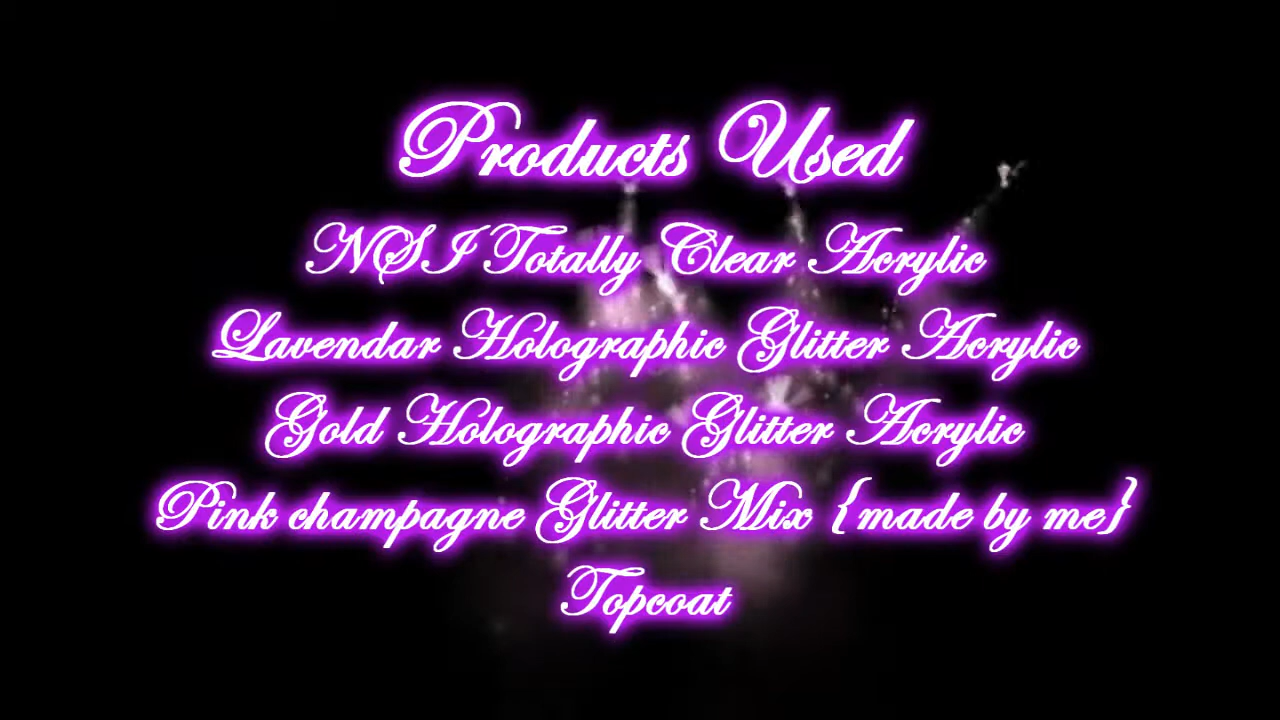 Products Used
NSI Totally Clear Acrylic
Lavendar Holographic Glitter Acrylic
Gold Holographic Glitter Acrylic
Pink champagne Glitter Mix {made by me}
Topcoat